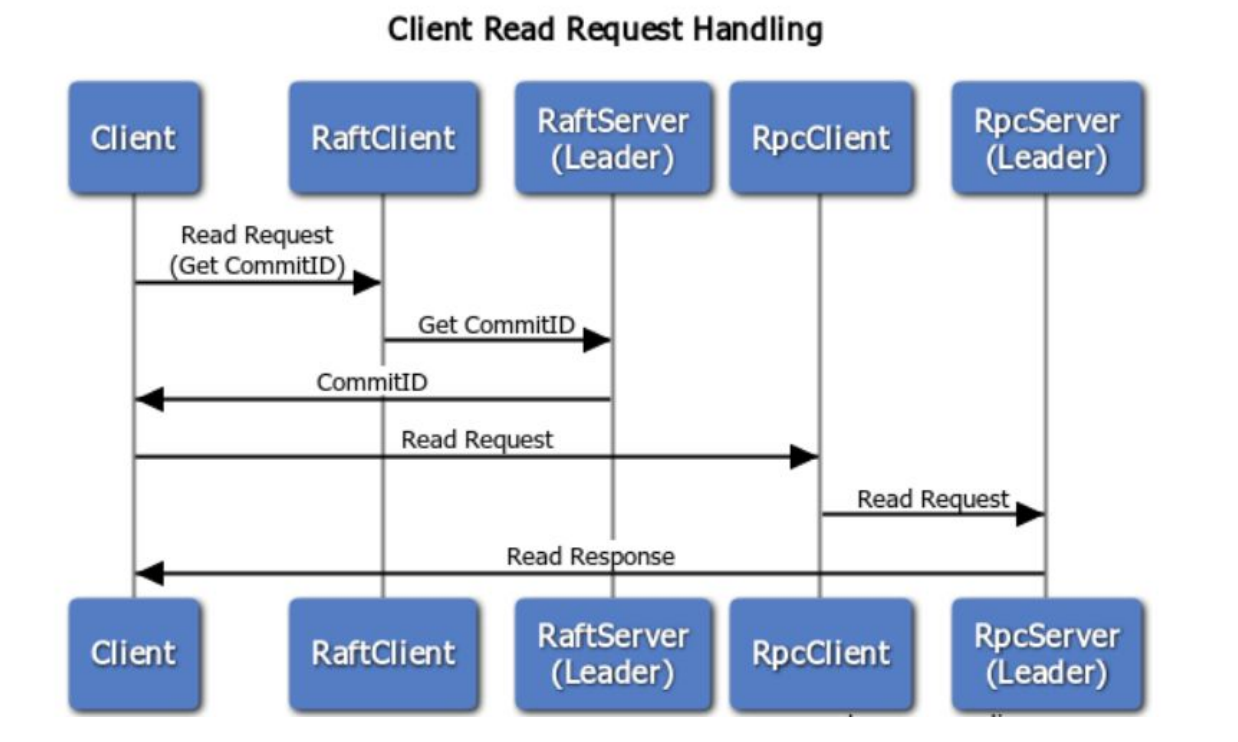 Client Read Request Handling
Client
RaftClient
RaftServer
(Leader)
RpcClient
RpcServer
(Leader)
Read Request
(Get CommitID)
Get CommitID
CommitID
Read Request
Read Request
Read Response
Client
RaftClient
RaftServer
(Leader)
RpcClient
RpcServer
(Leader)